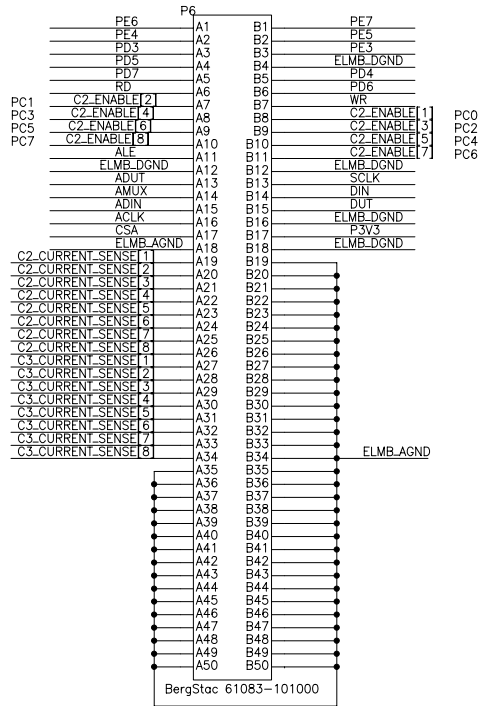 P6
PE6 A1 B1 PE7
PE4 A2 B2 PE5
PD3 A3 B3 PE3
PD5 A4 B4 ELMB_DGND
PD7 A5 B5 PD4
RD A6 B6 PD6
PC1 C2_ENABLE[2] A7 B7 WR
PC3 C2_ENABLE[4] A8 B8 C2_ENABLE[1] PC0
PC5 C2_ENABLE[6] A9 B9 C2_ENABLE[3] PC2
PC7 C2_ENABLE[8] A10 B10 C2_ENABLE[5] PC4
ALE A11 B11 C2_ENABLE[7] PC6
ELMB_DGND A12 B12 ELMB_DGND
ADUT A13 B13 SCLK
AMUX A14 B14 DIN
ADIN A15 B15 DUT
ACLK A16 B16 ELMB_DGND
CSA A17 B17 P3V3
ELMB_AGND A18 B18 ELMB_DGND
C2_CURRENT_SENSE[1] A19 B19
C2_CURRENT_SENSE[2] A20 B20
C2_CURRENT_SENSE[3] A21 B21
C2_CURRENT_SENSE[4] A22 B22
C2_CURRENT_SENSE[5] A23 B23
C2_CURRENT_SENSE[6] A24 B24
C2_CURRENT_SENSE[7] A25 B25
C2_CURRENT_SENSE[8] A26 B26
C3_CURRENT_SENSE[1] A27 B27
C3_CURRENT_SENSE[2] A28 B28
C3_CURRENT_SENSE[3] A29 B29
C3_CURRENT_SENSE[4] A30 B30
C3_CURRENT_SENSE[5] A31 B31
C3_CURRENT_SENSE[6] A32 B32
C3_CURRENT_SENSE[7] A33 B33
C3_CURRENT_SENSE[8] A34 B34 ELMB_AGND
A35 B35
A36 B36
A37 B37
A38 B38
A39 B39
A40 B40
A41 B41
A42 B42
A43 B43
A44 B44
A45 B45
A46 B46
A47 B47
A48 B48
A49 B49
A50 B50
BergStac 61083-101000